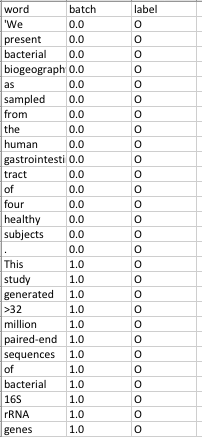 word batch label
'We 0.0 O
present 0.0 O
bacterial 0.0 O
biogeograph 0.0 O
as 0.0 O
sampled 0.0 O
from 0.0 O
the 0.0 O
human 0.0 O
gastrointesti 0.0 O
tract 0.0 O
of 0.0 O
four 0.0 O
healthy 0.0 O
subjects 0.0 O
. 0.0 O
This 1.0 O
study 1.0 O
generated 1.0 O
>32 1.0 O
million 1.0 O
paired-end 1.0 O
sequences 1.0 O
of 1.0 O
bacterial 1.0 O
16S 1.0 O
rRNA 1.0 O
genes 1.0 O